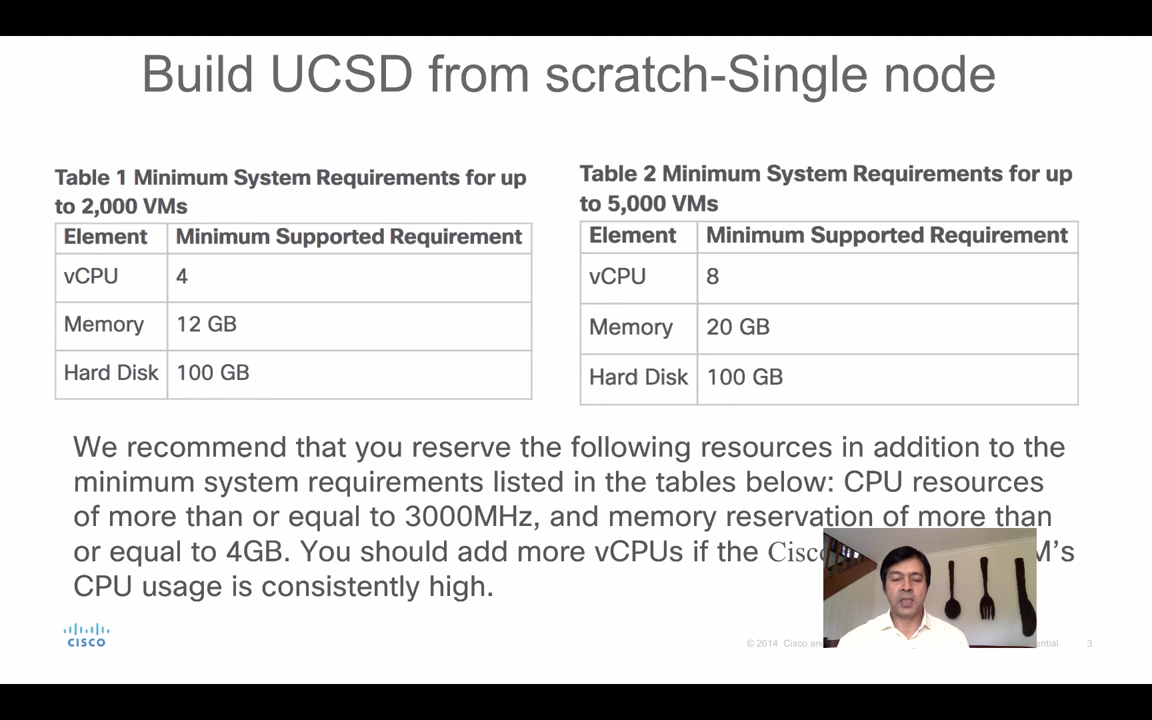 Build UCSD from scratch-Single node
Table 1 Minimum System Requirements for up
to 2,000 VMs
Element Minimum Supported Requirement
vCPU 4
Memory 12 GB
Hard Disk 100 GB
Table 2 Minimum System Requirements for up
to 5,000 VMs
Element Minimum Supported Requirement
vCPU 8
Memory 20 GB
Hard Disk 100 GB
We recommend that you reserve the following resources in addition to the
minimum system requirements listed in the tables below: CPU resources
of more than or equal to 3000MHz, and memory reservation of more than
or equal to 4GB. You should add more vCPUs if the
CPU usage is consistently high.
CISCO
© 2014 Cisco 3